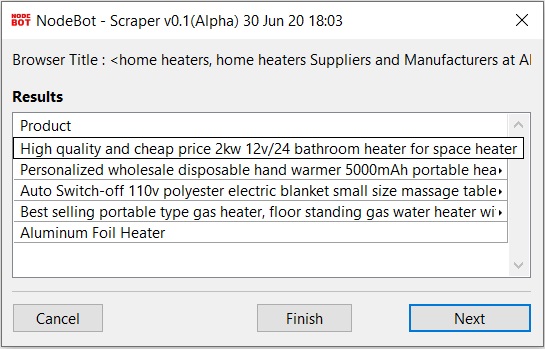 NODE BOT NodeBot - Scraper v0.1(Alpha) 30 Jun 20 18:03
Browser Title : <home heaters, home heaters Suppliers and Manufacturers at Al
Results
Product
High quality and cheap price 2kw 12v/24 bathroom heater for space heater
Personalized wholesale disposable hand warmer 5000mAh portable hea
Auto Switch-off 110v polyester electric blanket small size massage table
Best selling portable type gas heater, floor standing gas water heater wi
Aluminum Foil Heater
Cancel Finish Next